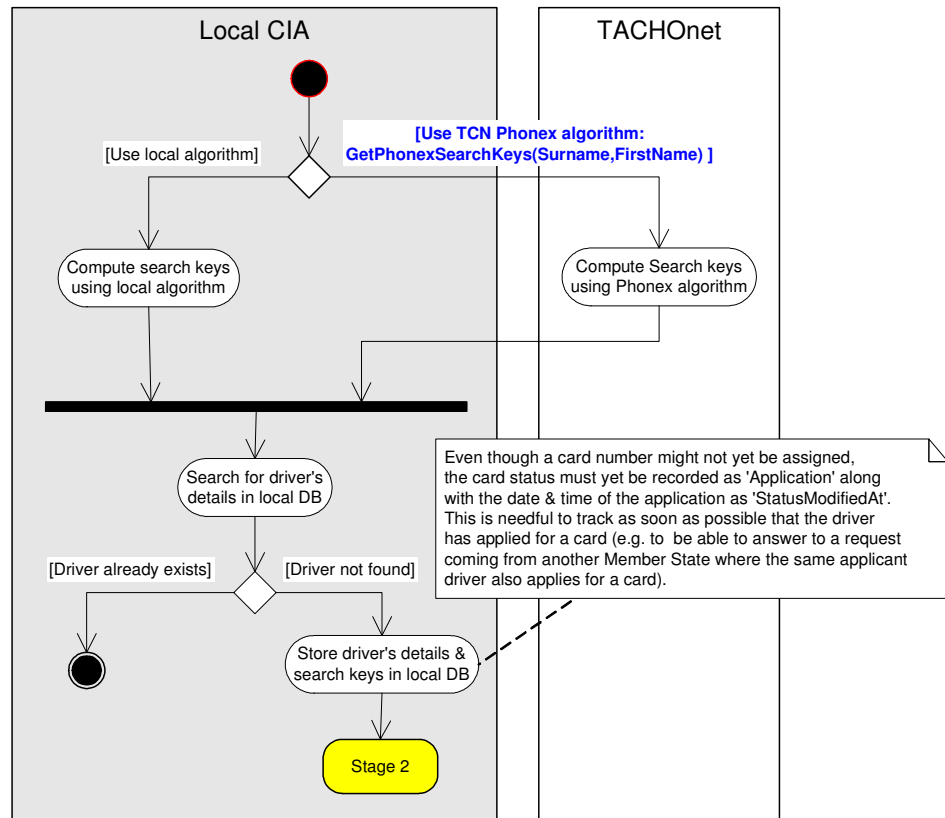 Local CIA
TACHOnet
[Use local algorithm]
[Use TCN Phonex algorithm:
GetPhonexSearchKeys(Surname,FirstName) ]
Compute search keys
using local algorithm
Compute Search keys
using Phonex algorithm
Search for driver's
details in local DB
Even though a card number might not yet be assigned,
the card status must yet be recorded as 'Application' along
with the date & time of the application as 'StatusModifiedAt'.
This is needful to track as soon as possible that the driver
has applied for a card (e.g. to  be able to answer to a request
coming from another Member State where the same applicant
driver also applies for a card).
[Driver already exists]
[Driver not found]
Store driver's details &
search keys in local DB
Stage 2